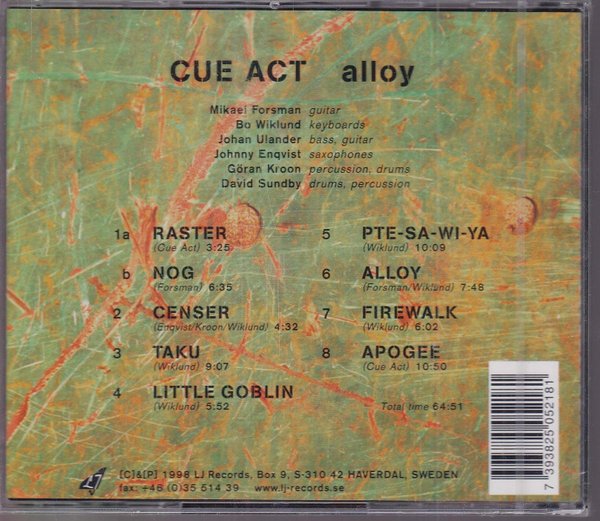 CUE ACT alloy
Mikael Forsman guitar
Bo Wiklund keyboards
Johan Ulander bass, guitar
Johnny Enqvist saxophones
Göran Kroon percussion, drums
David Sundby drums, percussion
1a RASTER
(Cue Act) 3:25
b NOG
(Forsman) 6:35
2 CENSER
(Enqvist/Kroon/Wiklund) 4:32
3 TAKU
(Wiklund) 9:07
4 LITTLE GOBLIN
(Wiklund) 5:52
5 PTE-SA-WI-YA
(Wiklund) 10:09
6 ALLOY
(Forsman/Wiklund) 7:48
7 FIREWALK
(Wiklund) 6:02
8 APOGEE
(Cue Act) 10:50
Total time 64:51
7 393825 052181
LJ
[C]&[P] 1998 LJ Records, Box 9, S-310 42 HAVERDAL, SWEDEN
fax: +46 (0)35 514 39 www.lj-records.se